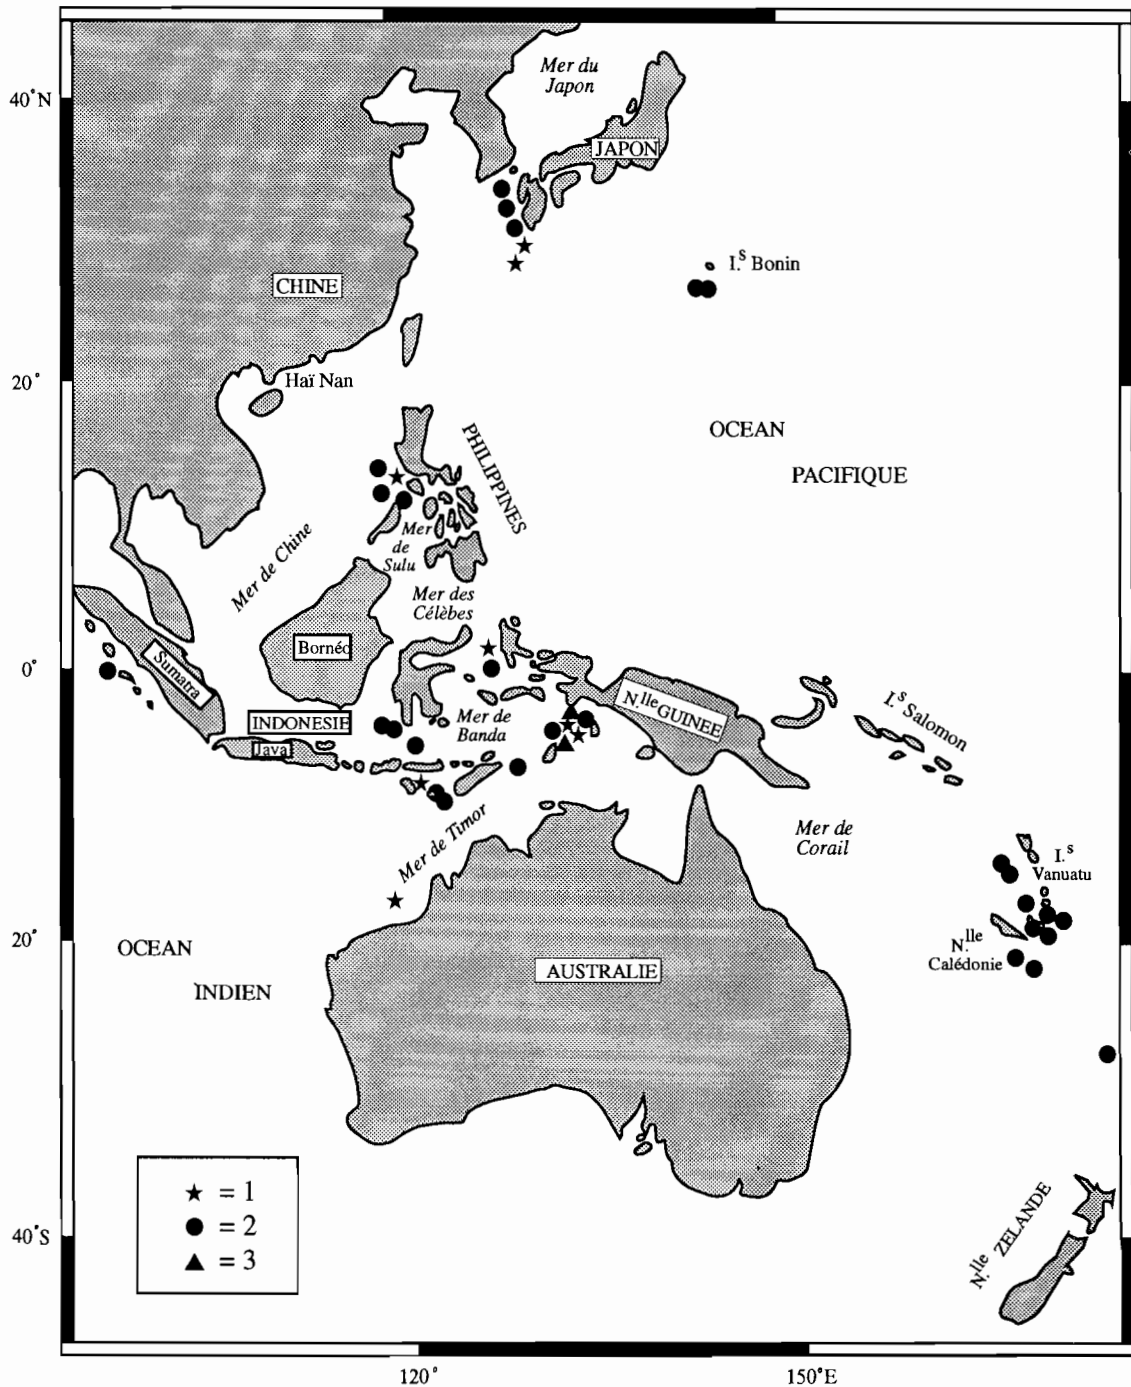 Mer du
Japon
40°N
JAPON
I.s Bonin
CHINE
20°
Haï Nan
OCEAN
PACIFIQUE
PHILIPPINES
Mer
de
Sulu
Mer de Chine
Mer des
Célèbes
Bornéo
0°
Sumatra
N.lle GUINEE
I.s Salomon
INDONESIE
Mer de
Banda
Java
Mer de Timor
Mer de
Corail
I.s
Vanuatu
20°
OCEAN
INDIEN
N.lle
Calédonie
AUSTRALIE
★ = 1
● = 2
▲ = 3
40°S
N.lle ZELANDE
120°
150°E